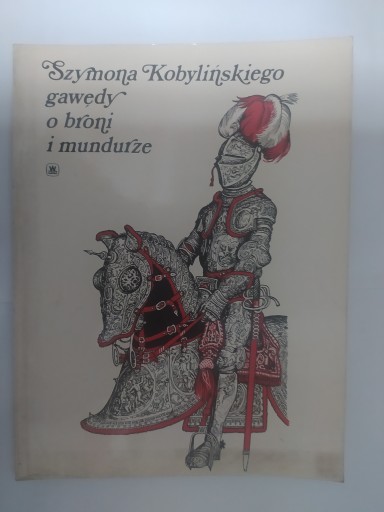 Szymona Kobylińskiego
gawędy
o broni
i mundurze